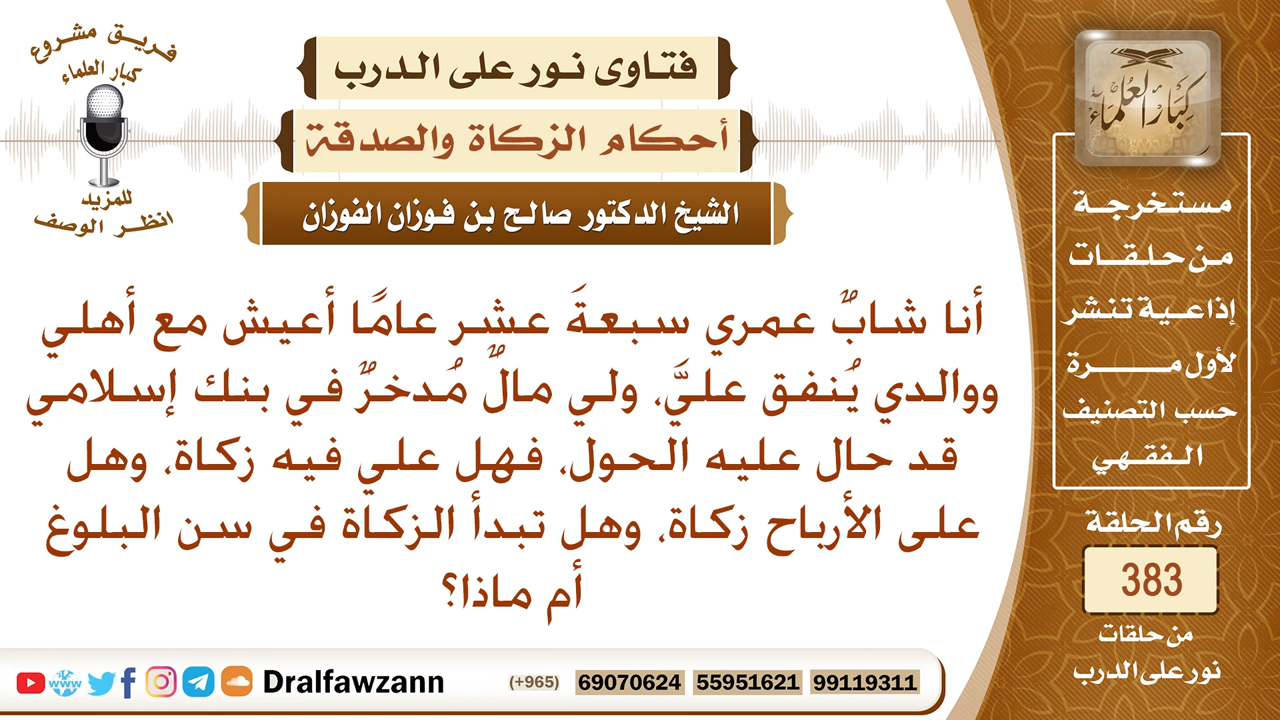 فريق مشروع
كبار العلماء
للمزيد
انظر الوصف
فتاوى نور على الدرب
أحكام الزكاة والصدقة
الشيخ الدكتور صالح بن فوزان الفوزان
أنا شابٌ عمري سبعةَ عشر عامًا أعيش مع أهلي
ووالدي يُنفق عليَّ، ولي مالٌ مُدخرٌ في بنك إسلامي
قد حال عليه الحول، فهل علي فيه زكاة، وهل
على الأرباح زكاة، وهل تبدأ الزكاة في سن البلوغ
أم ماذا؟
كبار العلماء
مستخرجة
من حلقات
إذاعية تنشر
لأول مرة
حسب التصنيف
الفقهي
رقم الحلقة
383
من حلقات
نور على الدرب
www
Dralfawzann
(+965) 69070624 55951621 99119311